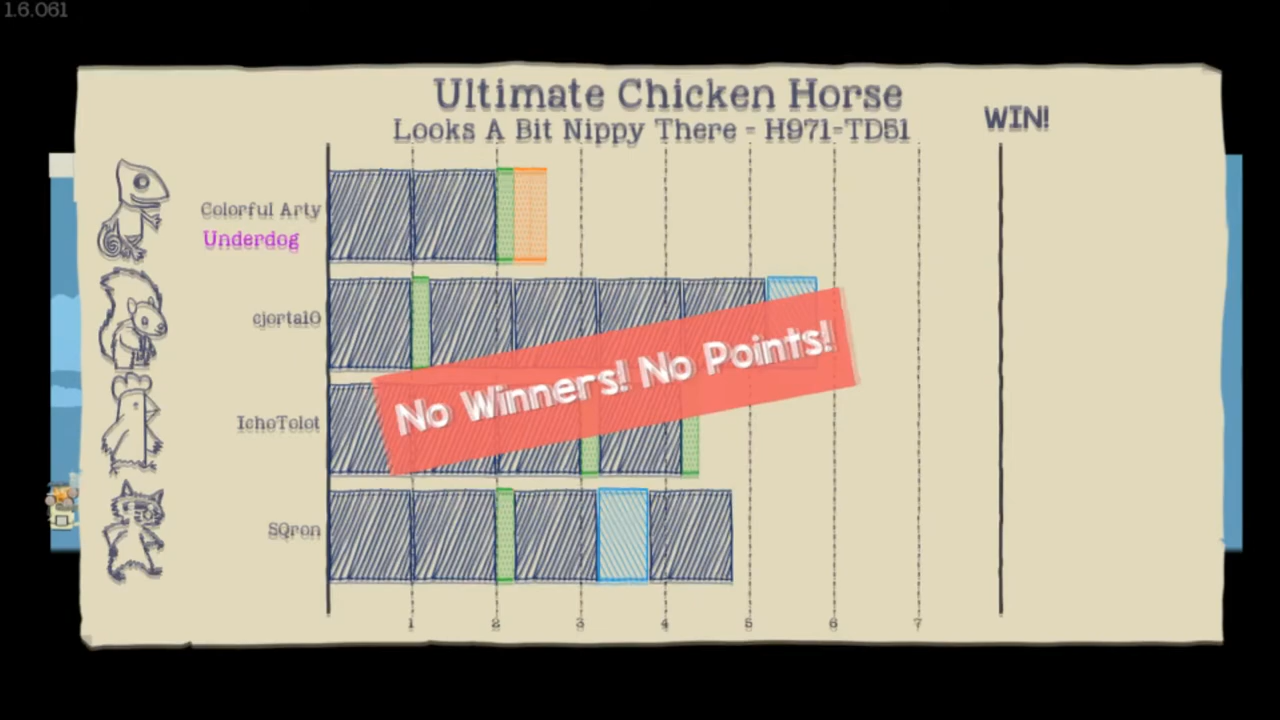 1.6.061
Ultimate Chicken Horse
Looks A Bit Nippy There - H971-TD51
WIN!
Colorful Arty
Underdog
cjorta10
No Winners! No Points!
IchoTolot
SQron
1 2 3 4 5 6 7